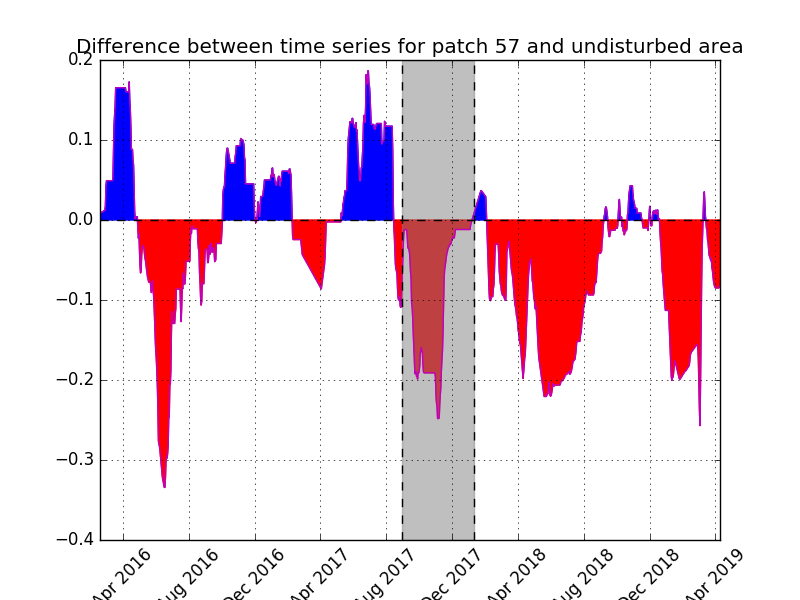 Difference between time series for patch 57 and undisturbed area
0.2
0.1
0.0
−0.1
−0.2
−0.3
−0.4
Apr 2016
Aug 2016
Dec 2016
Apr 2017
Aug 2017
Dec 2017
Apr 2018
Aug 2018
Dec 2018
Apr 2019